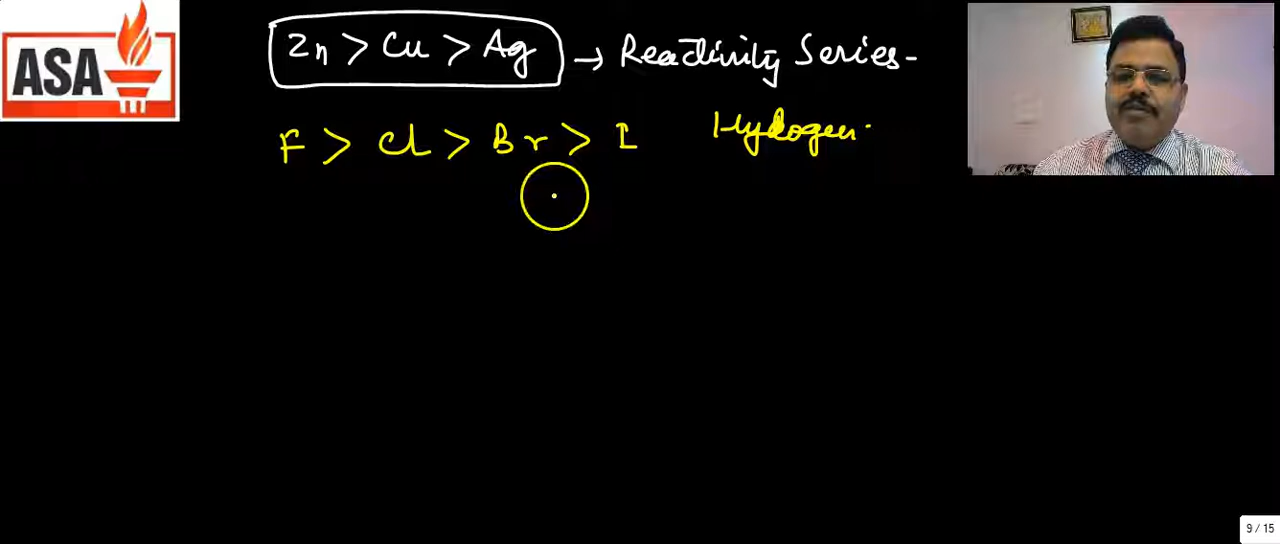 ASA
Zn > Cu > Ag → Reactivity Series-
F > Cl > Br > I Hydrogen.
9 / 15